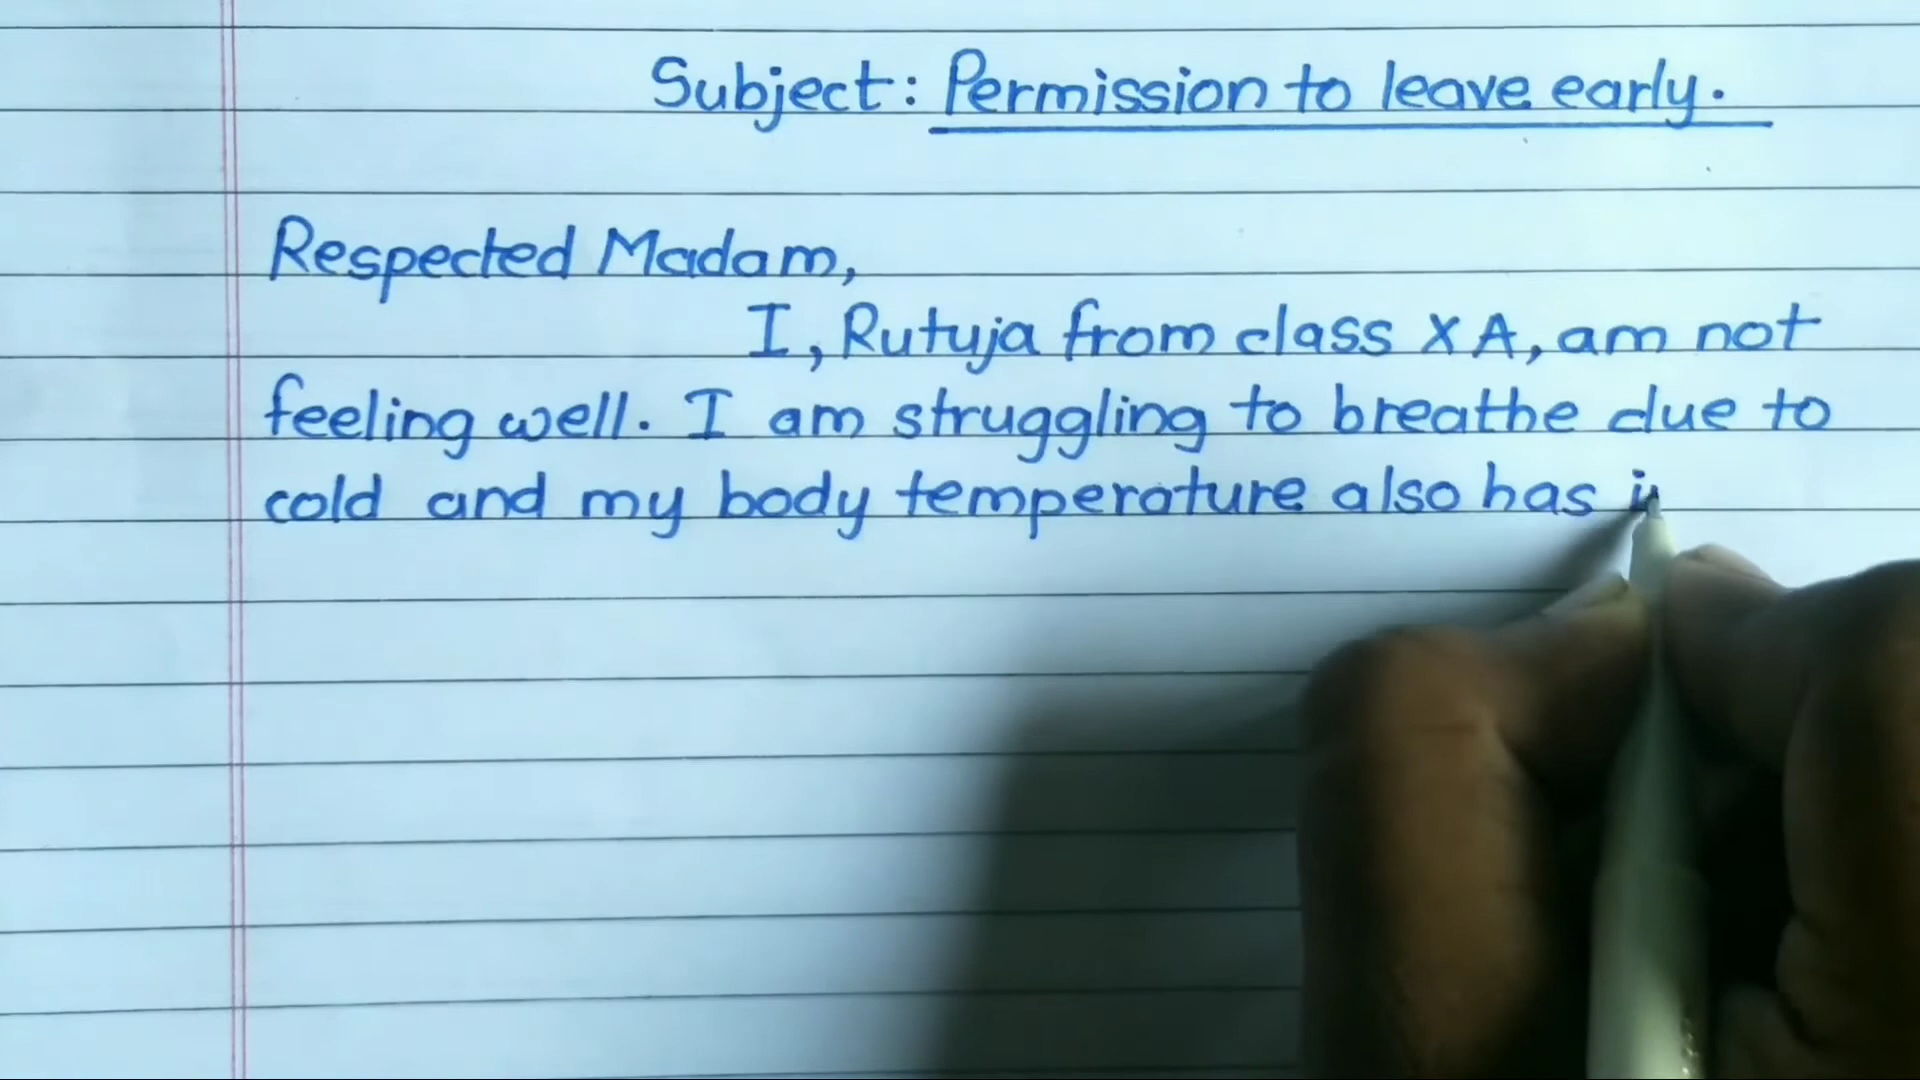 Subject: Permission to leave early.
Respected Madam,
I, Rutuja from class X A, am not
feeling well. I am struggling to breathe due to
cold and my body temperature also has